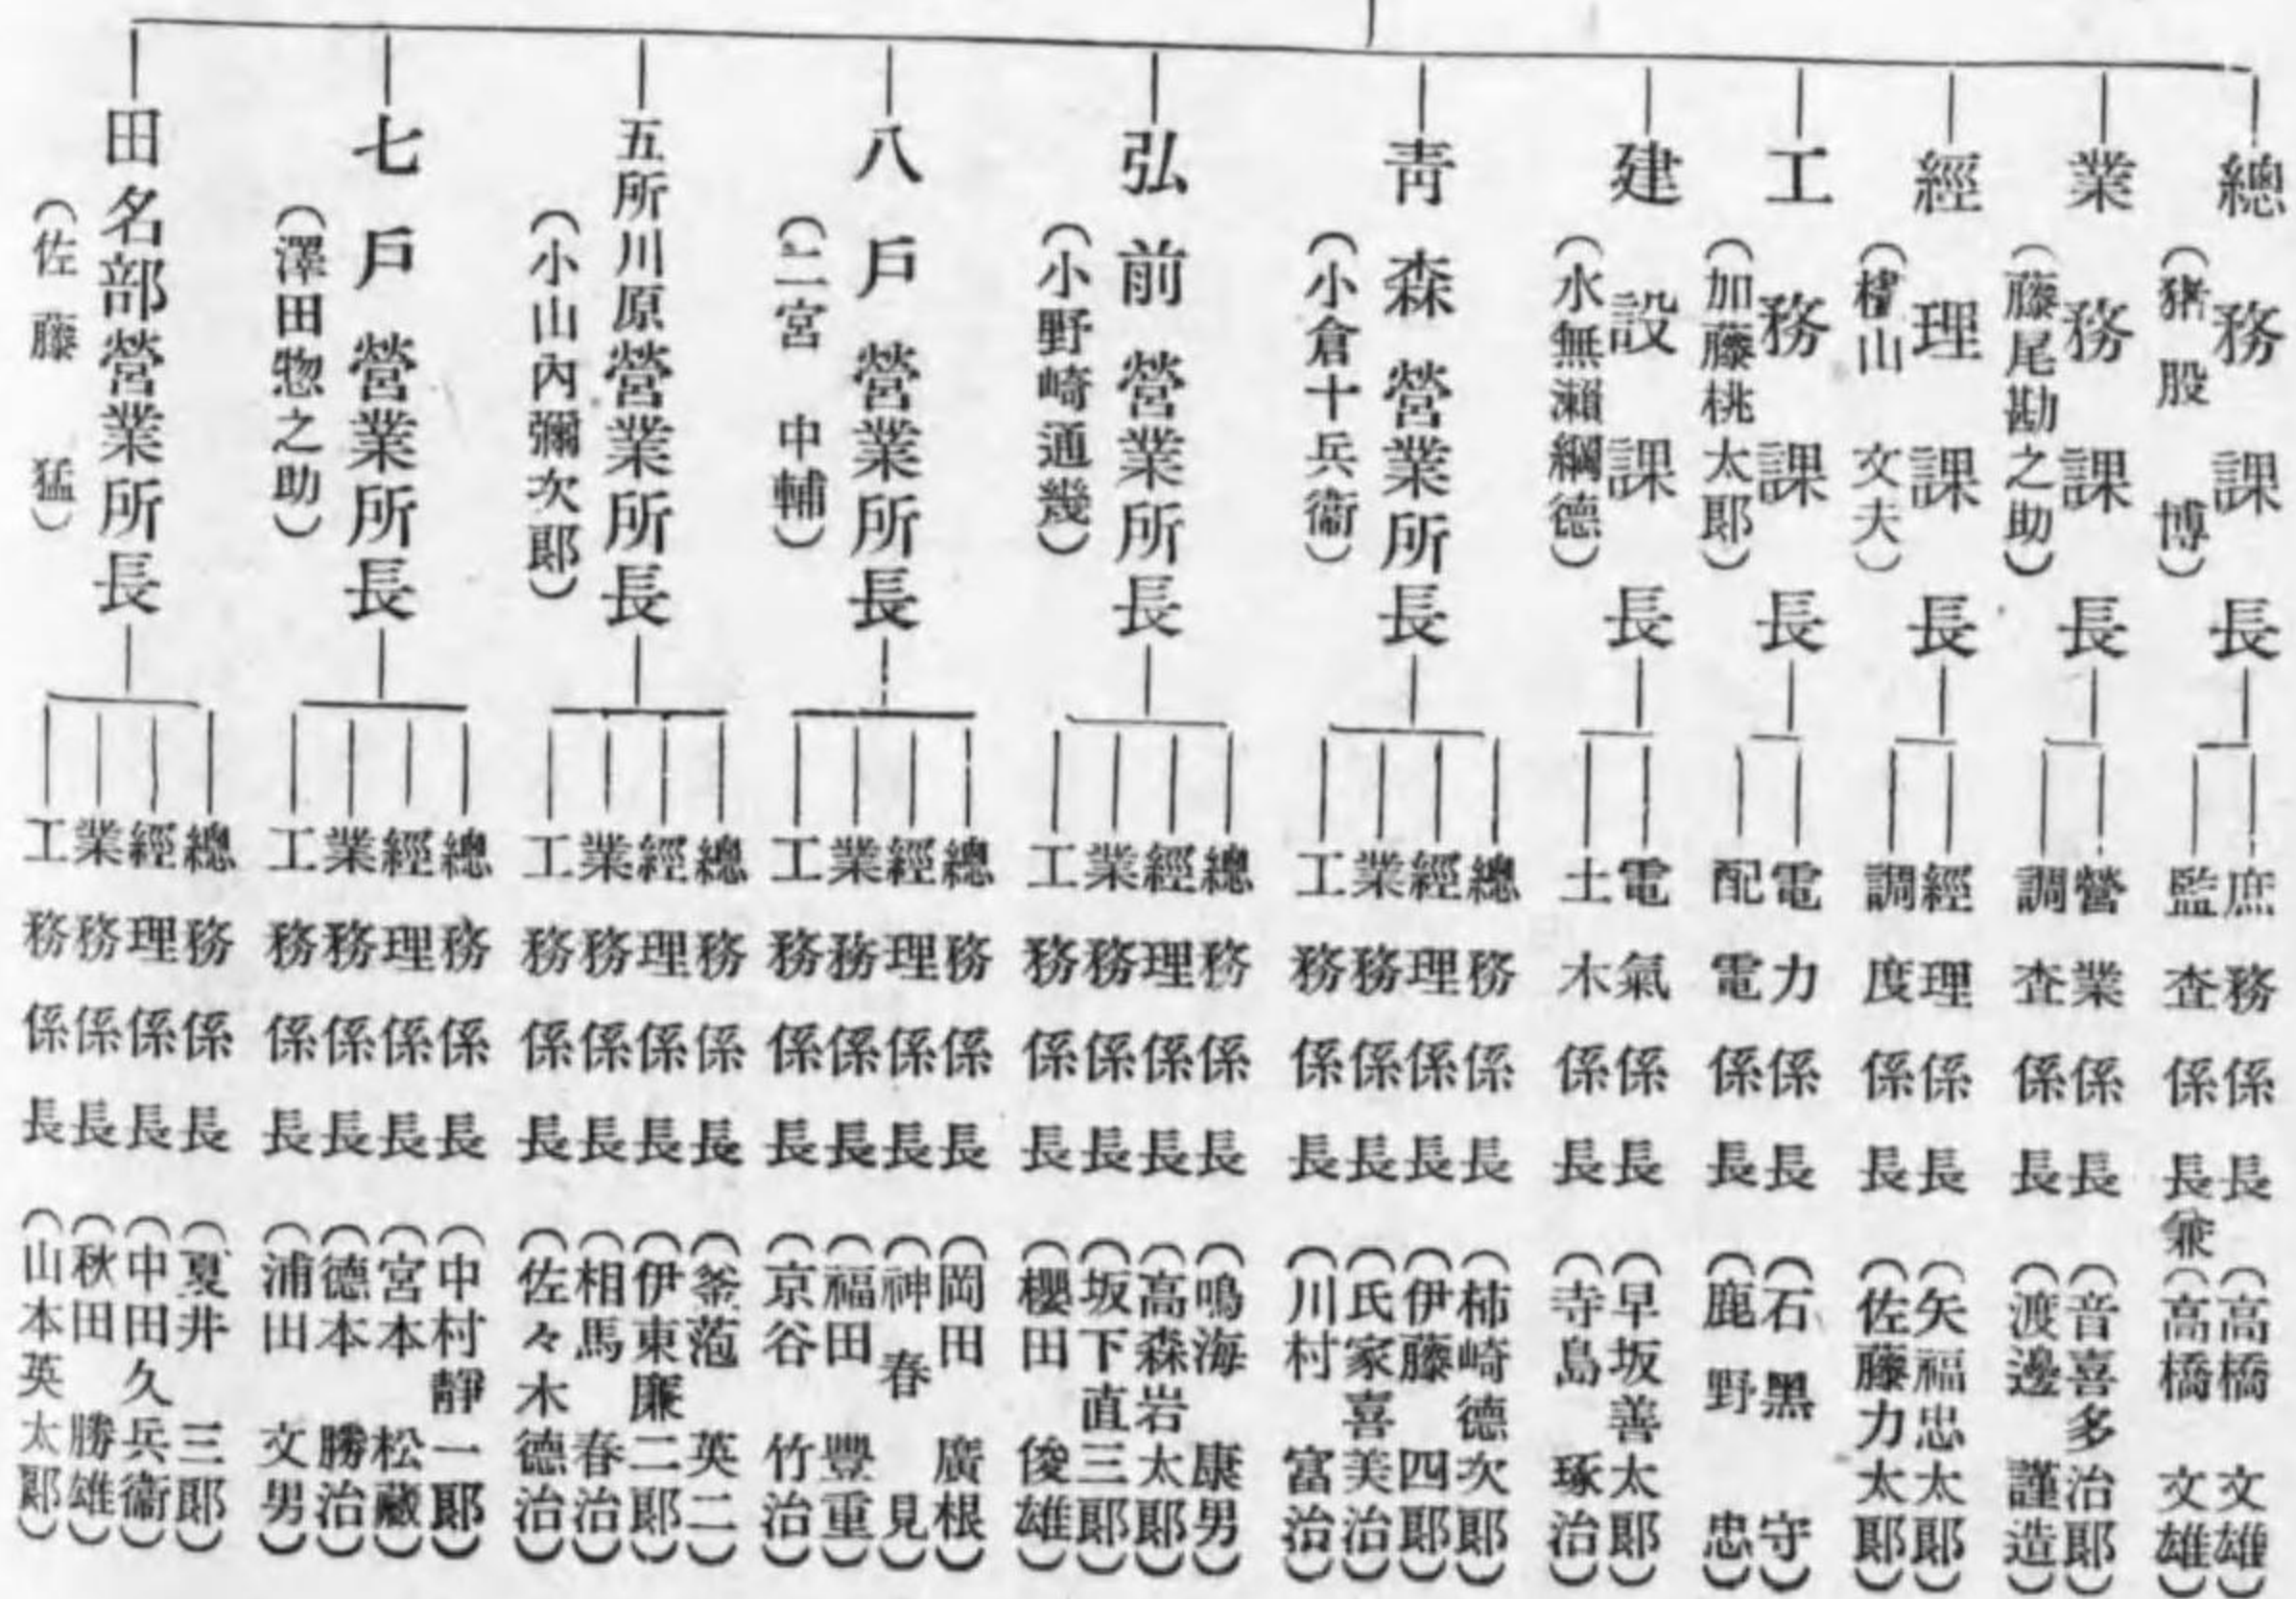 總務課長
(猪股博)
庶務係長(高橋文雄)
監査係長兼(高橋文雄)
業務課長
(藤尾勘之助)
營業係長(音喜多治郎)
調査係長(渡邊謹造)
經理課長
(山文夫)
經理係長(矢福忠太郎)
調度係長(佐藤力太郎)
工務課長
(加藤桃太郎)
電力係長(石黑守)
配電係長(鹿野忠)
建設課長
(水無瀨綱德)
電氣係長(早坂善太郎)
土木係長(寺島琢治)
靑森營業所長
(小倉十兵衞)
總務係長(柿崎德次郎)
經理係長(伊藤四郎)
業務係長(氏家喜美治)
工務係長(川村富治)
弘前營業所長
(小野崎通幾)
總務係長(鳴海康男)
經理係長(高森岩太郎)
業務係長(坂下直三郎)
工務係長(櫻田俊雄)
八戶營業所長
(二宮中輔)
總務係長(岡田廣根)
經理係長(神春見)
業務係長(福田豐重)
工務係長(京谷竹治)
五所川原營業所長
(小山內彌次郎)
總務係長(釜萢英二)
經理係長(伊東廉二郎)
業務係長(相馬春治)
工務係長(佐々木德治)
七戶營業所長
(澤田惣之助)
總務係長(中村靜一郎)
經理係長(宮本松藏)
業務係長(德本勝治)
工務係長(浦田文男)
田名部營業所長
(佐藤猛)
總務係長(夏井三郎)
經理係長(中田久兵衞)
業務係長(秋田勝雄)
工務係長(山本英太郎)